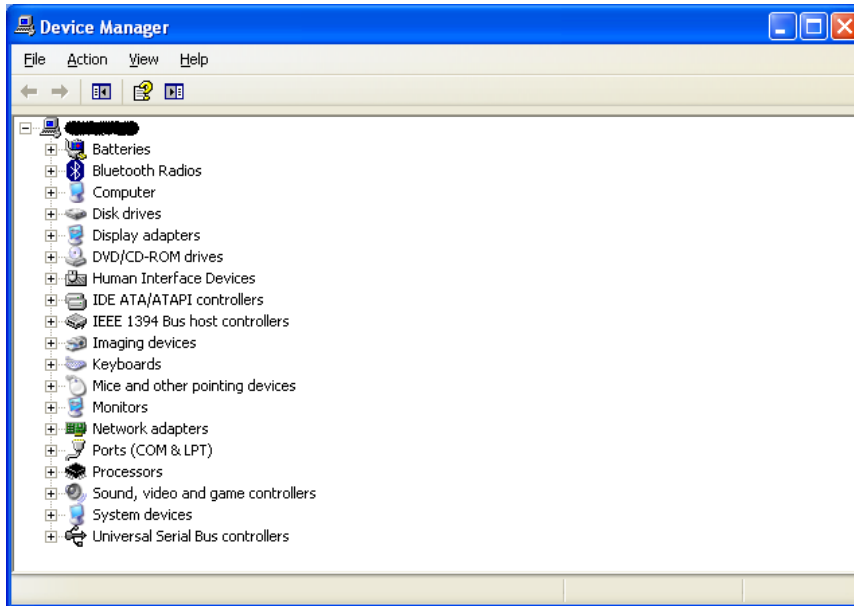 Device Manager
File Action View Help
Batteries
Bluetooth Radios
Computer
Disk drives
Display adapters
DVD/CD-ROM drives
Human Interface Devices
IDE ATA/ATAPI controllers
IEEE 1394 Bus host controllers
Imaging devices
Keyboards
Mice and other pointing devices
Monitors
Network adapters
Ports (COM & LPT)
Processors
Sound, video and game controllers
System devices
Universal Serial Bus controllers